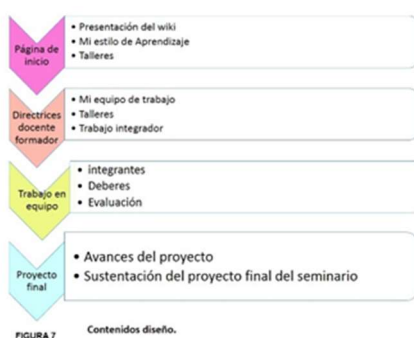 Página de
inicio
• Presentación del wiki
• Mi estilo de Aprendizaje
• Talleres
Directrices
docente
formador
• Mi equipo de trabajo
• Talleres
• Trabajo integrador
Trabajo en
equipo
• integrantes
• Deberes
• Evaluación
Proyecto
final
• Avances del proyecto
• Sustentación del proyecto final del seminario
FIGURA 7 Contenidos diseño.